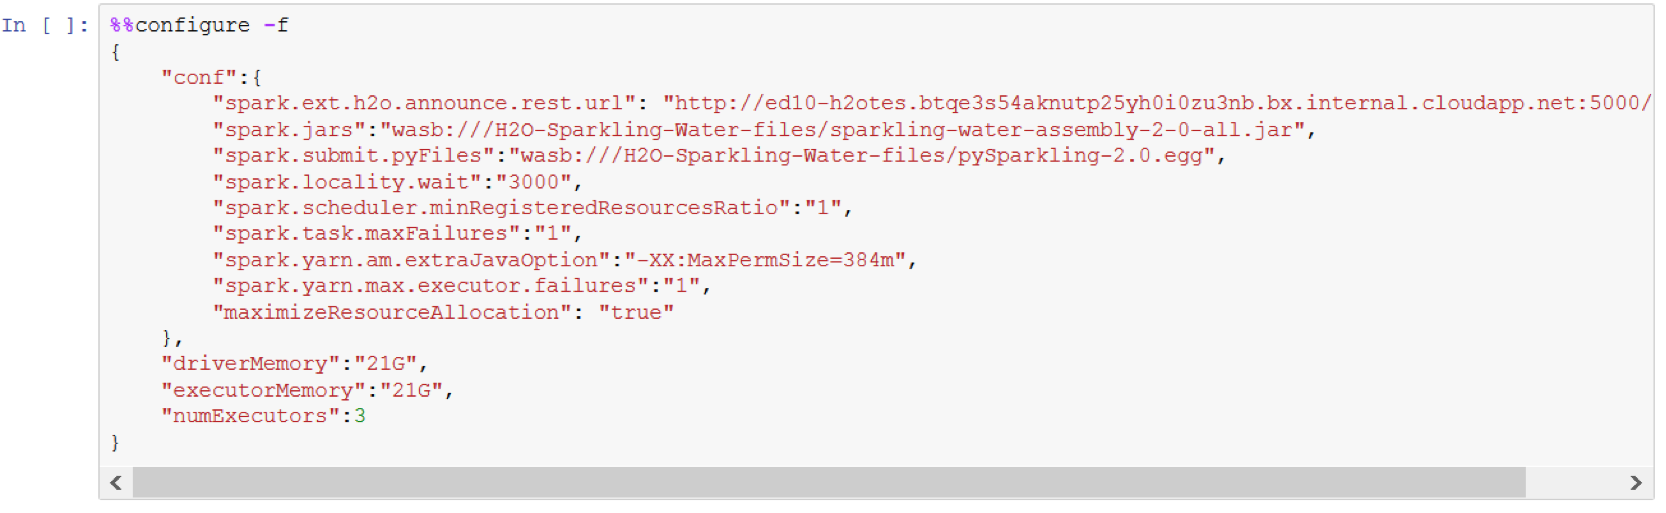 In [ ]: %%configure -f
{
    "conf":{
        "spark.ext.h2o.announce.rest.url": "http://ed10-h2otes.btqe3s54aknutp25yh0i0zu3nb.bx.internal.cloudapp.net:5000/
        "spark.jars":"wasb:///H2O-Sparkling-Water-files/sparkling-water-assembly-2-0-all.jar",
        "spark.submit.pyFiles":"wasb:///H2O-Sparkling-Water-files/pySparkling-2.0.egg",
        "spark.locality.wait":"3000",
        "spark.scheduler.minRegisteredResourcesRatio":"1",
        "spark.task.maxFailures":"1",
        "spark.yarn.am.extraJavaOption":"-XX:MaxPermSize=384m",
        "spark.yarn.max.executor.failures":"1",
        "maximizeResourceAllocation": "true"
    },
    "driverMemory":"21G",
    "executorMemory":"21G",
    "numExecutors":3
}